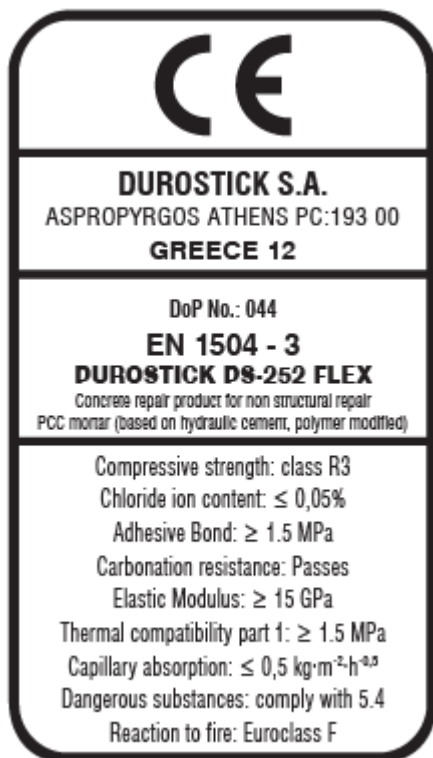 CE
DUROSTICK S.A.
ASPROPYRGOS ATHENS PC:193 00
GREECE 12
DoP No.: 044
EN 1504 - 3
DUROSTICK DS-252 FLEX
Concrete repair product for non structural repair
PCC mortar (based on hydraulic cement, polymer modified)
Compressive strength: class R3
Chloride ion content: ≤ 0,05%
Adhesive Bond: ≥ 1.5 MPa
Carbonation resistance: Passes
Elastic Modulus: ≥ 15 GPa
Thermal compatibility part 1: ≥ 1.5 MPa
Capillary absorption: ≤ 0,5 kg·m⁻²·h⁻⁰·⁵
Dangerous substances: comply with 5.4
Reaction to fire: Euroclass F